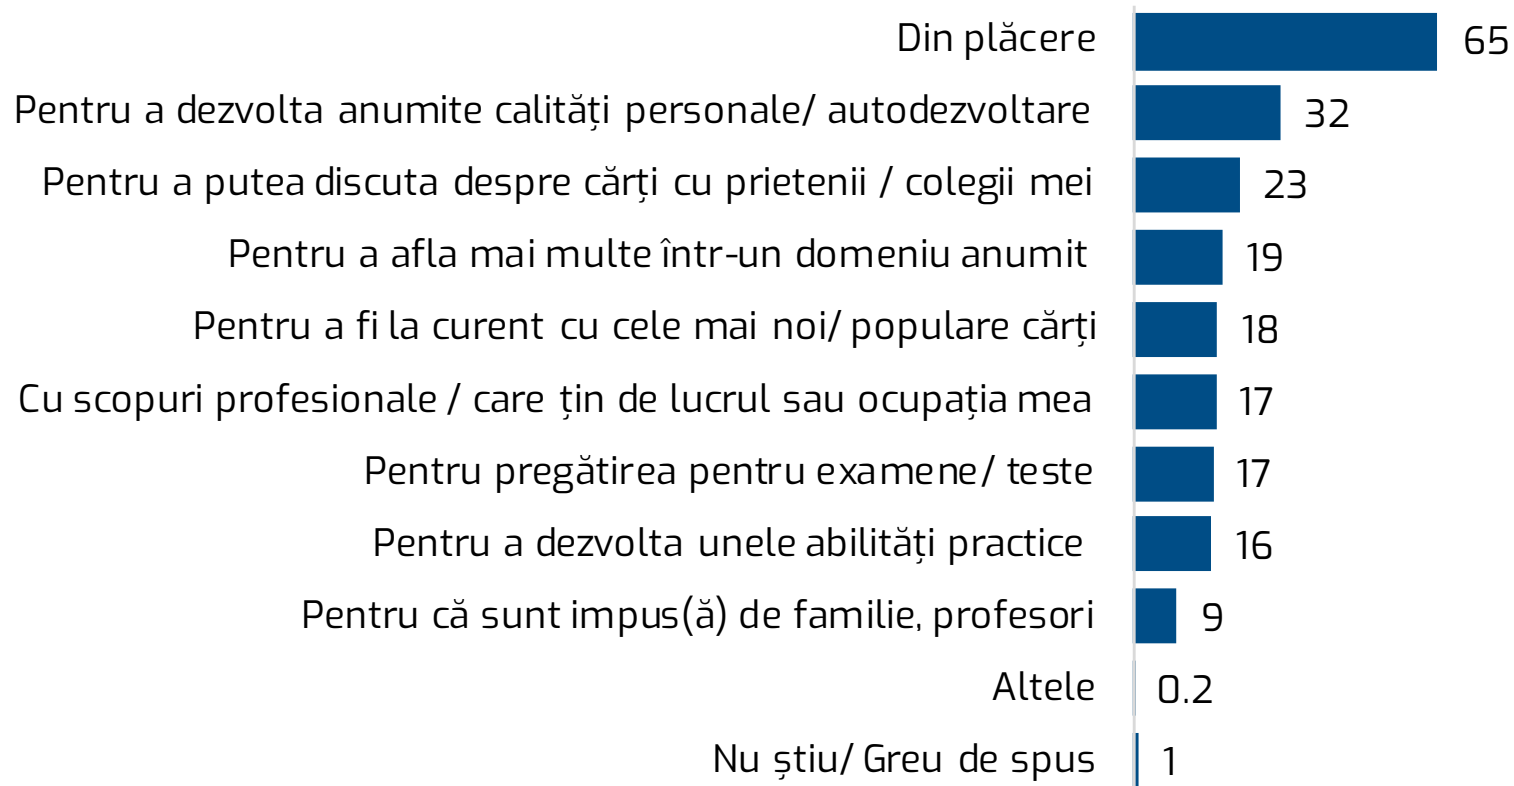 Din plăcere 65
Pentru a dezvolta anumite calități personale/ autodezvoltare 32
Pentru a putea discuta despre cărți cu prietenii / colegii mei 23
Pentru a afla mai multe într-un domeniu anumit 19
Pentru a fi la curent cu cele mai noi/ populare cărți 18
Cu scopuri profesionale / care țin de lucrul sau ocupația mea 17
Pentru pregătirea pentru examene/ teste 17
Pentru a dezvolta unele abilități practice 16
Pentru că sunt impus(ă) de familie, profesori 9
Altele 0.2
Nu știu/ Greu de spus 1